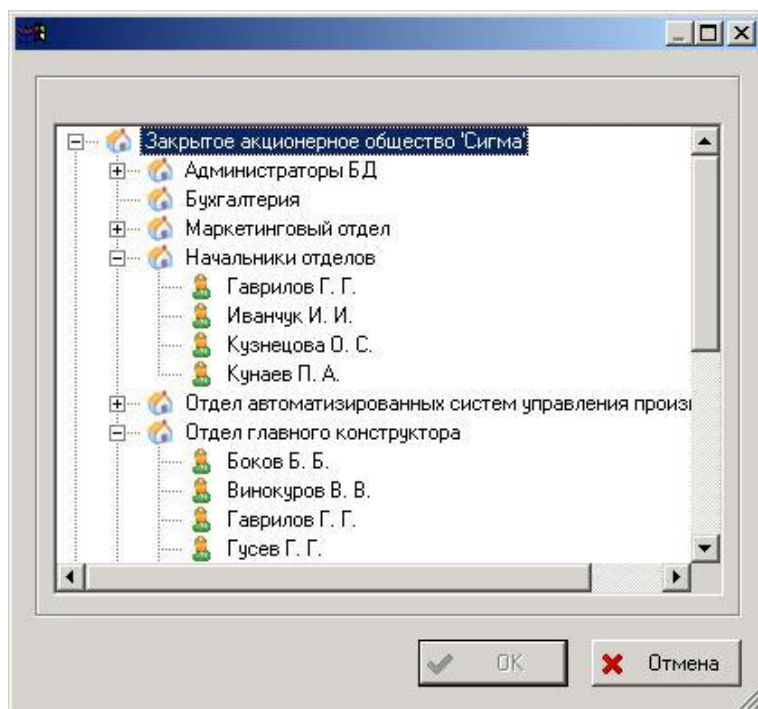 Закрытое акционерное общество 'Сигма'
Администраторы БД
Бухгалтерия
Маркетинговый отдел
Начальники отделов
Гаврилов Г. Г.
Иванчук И. И.
Кузнецова О. С.
Кунаев П. А.
Отдел автоматизированных систем управления произв
Отдел главного конструктора
Боков Б. Б.
Винокуров В. В.
Гаврилов Г. Г.
Гусев Г. Г.
OK
Отмена